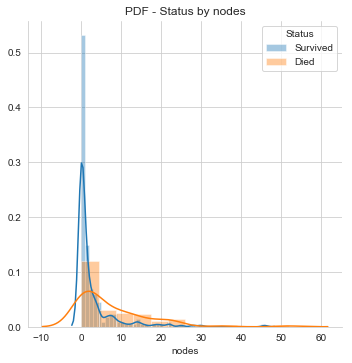 PDF - Status by nodes
Status
Survived
Died
0.5
0.4
0.3
0.2
0.1
0.0
−10 0 10 20 30 40 50 60
nodes